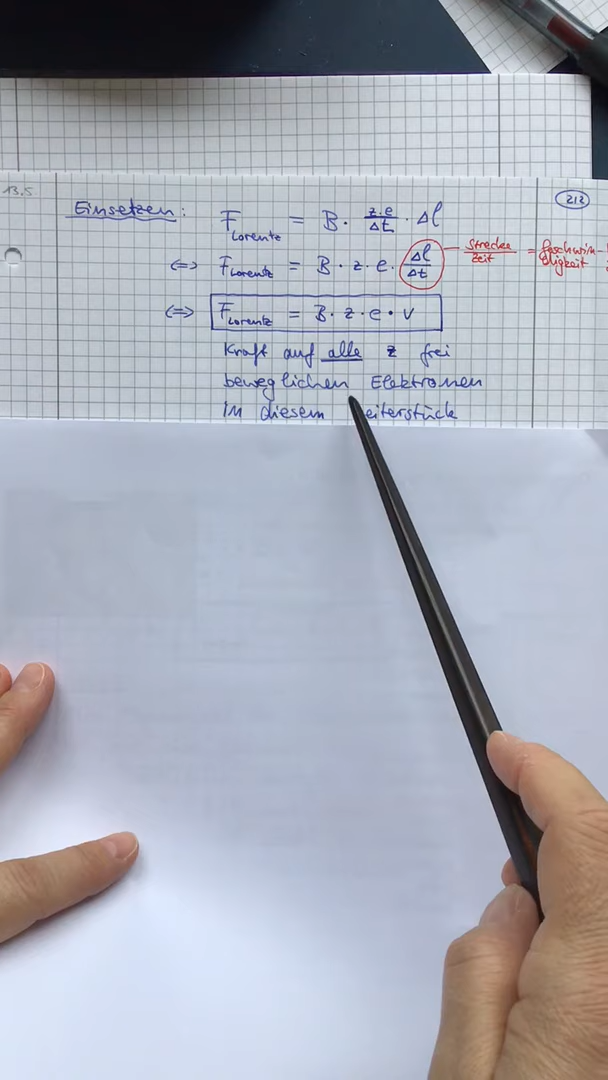 13.5
212
Einsetzen: F_Lorentz = B · z·e/Δt · Δl
<=> F_Lorentz = B · z · e · Δl/Δt
Strecke/Zeit = Geschwin-
digkeit
<=> F_Lorentz = B · z · e · v
Kraft auf alle z frei
beweglichen Elektronen
in diesem